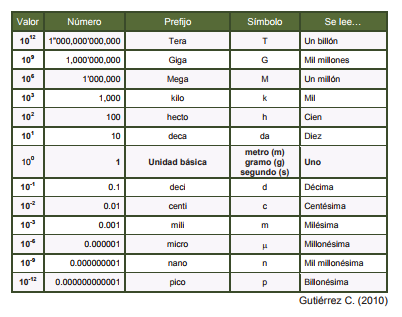 Valor Número Prefijo Símbolo Se lee...
10¹² 1"000,000'000,000 Tera T Un billón
10⁹ 1,000'000,000 Giga G Mil millones
10⁶ 1'000,000 Mega M Un millón
10³ 1,000 kilo k Mil
10² 100 hecto h Cien
10¹ 10 deca da Diez
10⁰ 1 Unidad básica metro (m) gramo (g) segundo (s) Uno
10⁻¹ 0.1 deci d Décima
10⁻² 0.01 centi c Centésima
10⁻³ 0.001 mili m Milésima
10⁻⁶ 0.000001 micro μ Millonésima
10⁻⁹ 0.000000001 nano n Mil millonésima
10⁻¹² 0.000000000001 pico p Billonésima
Gutiérrez C. (2010)